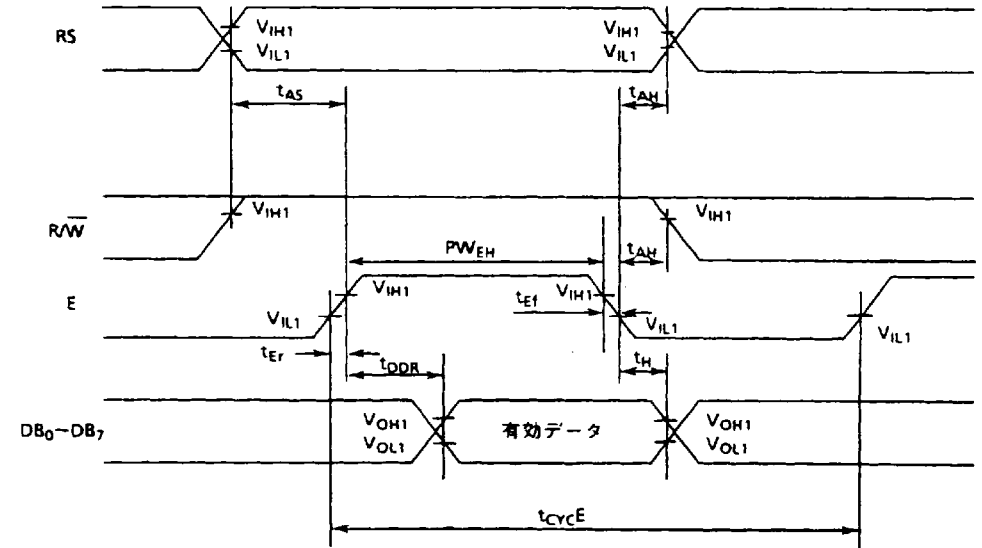 RS
VIH1
VIL1
VIH1
VIL1
tAS
tAH
R/W̅
VIH1
VIH1
PWEH
tAH
E
VIH1
tEf
VIH1
VIL1
VIL1
VIL1
tEr
tDDR
tH
DB0~DB7
VOH1
VOL1
有効データ
VOH1
VOL1
tCYCE